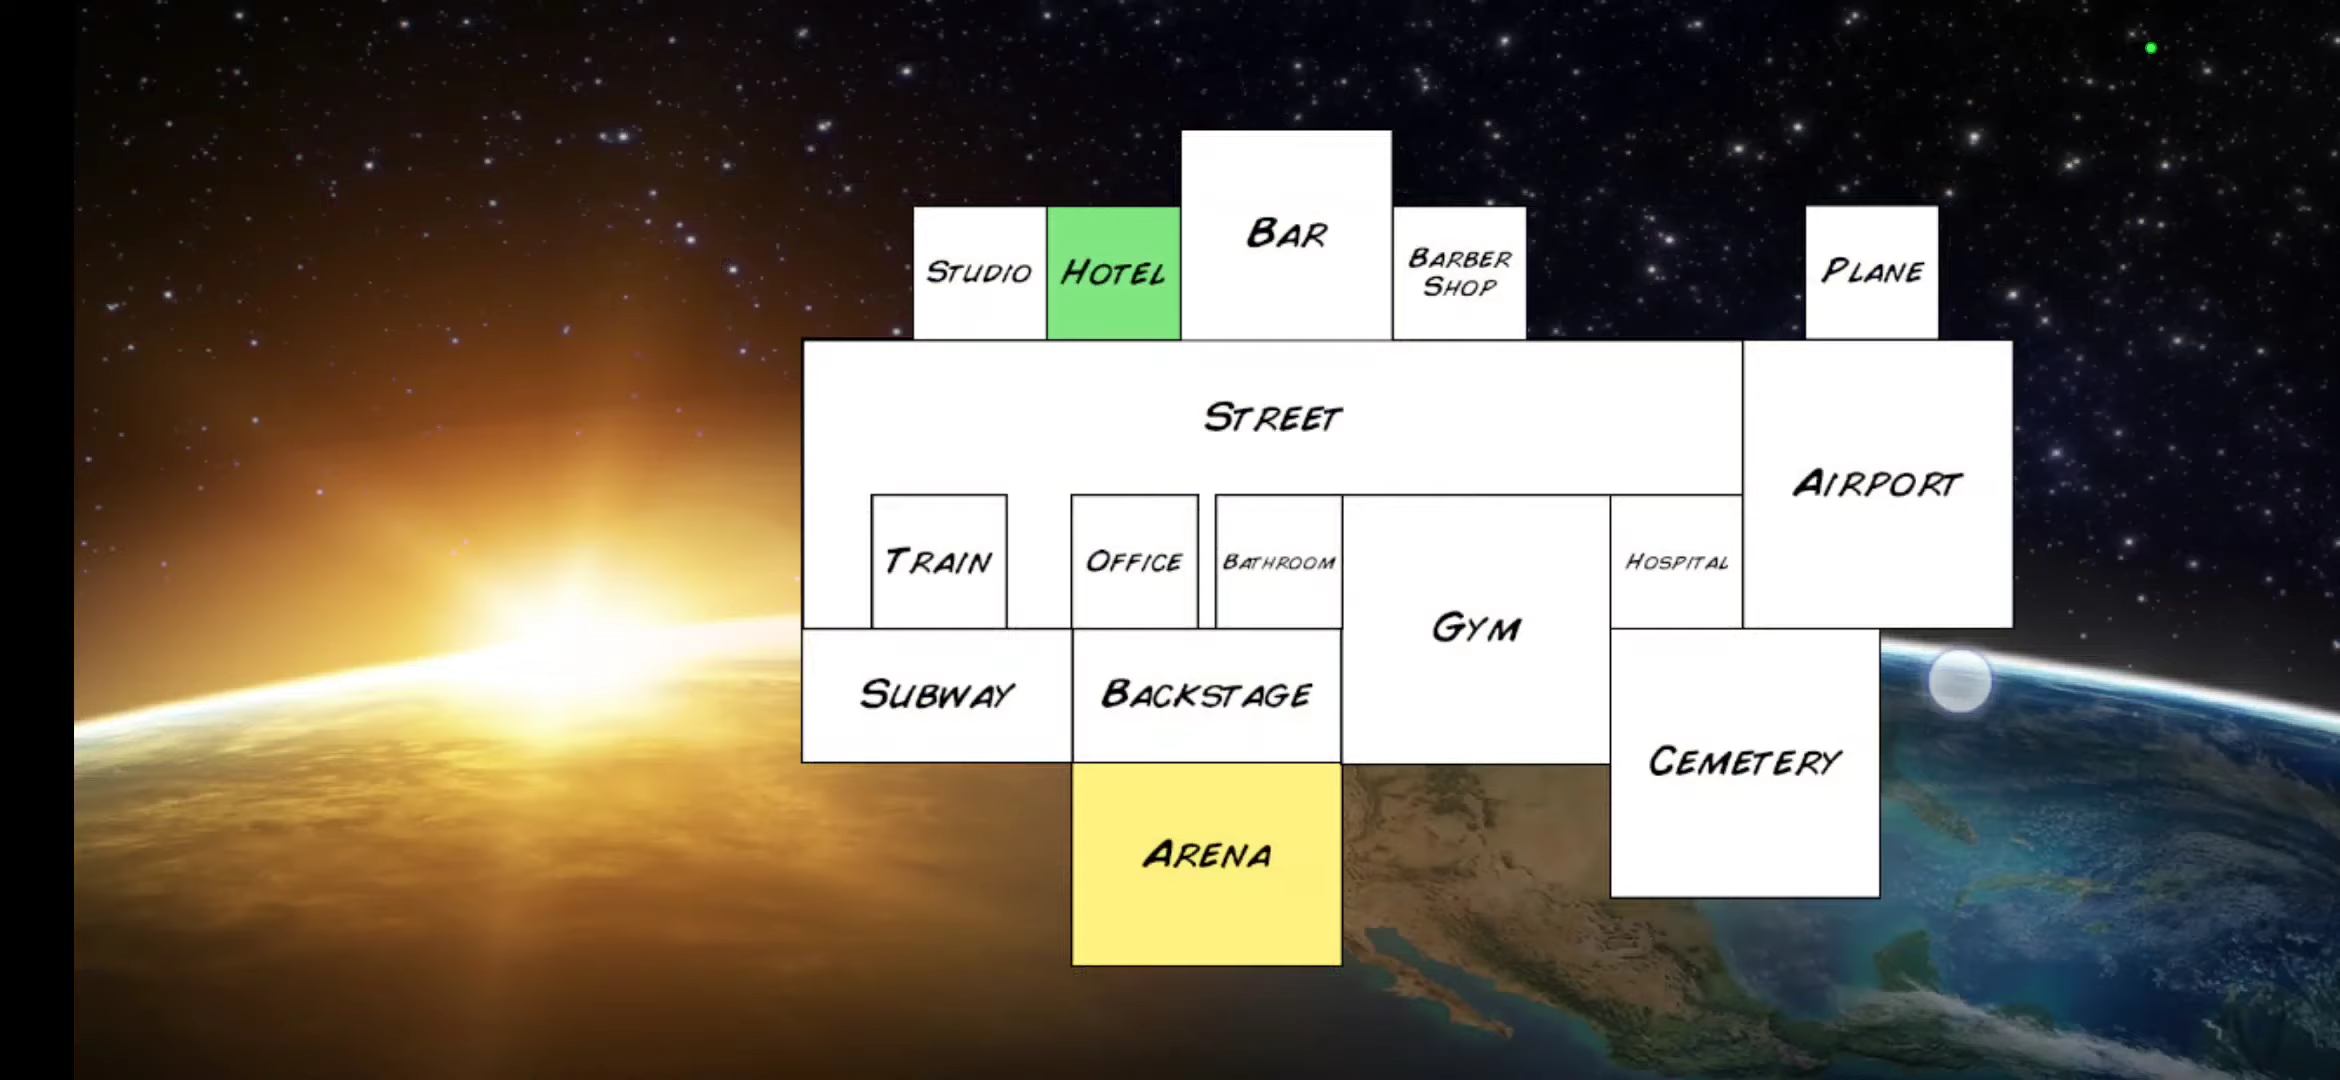 Bar
Studio
Hotel
Barber
Shop
Plane
Street
Airport
Train
Office
Bathroom
Hospital
Gym
Subway
Backstage
Cemetery
Arena